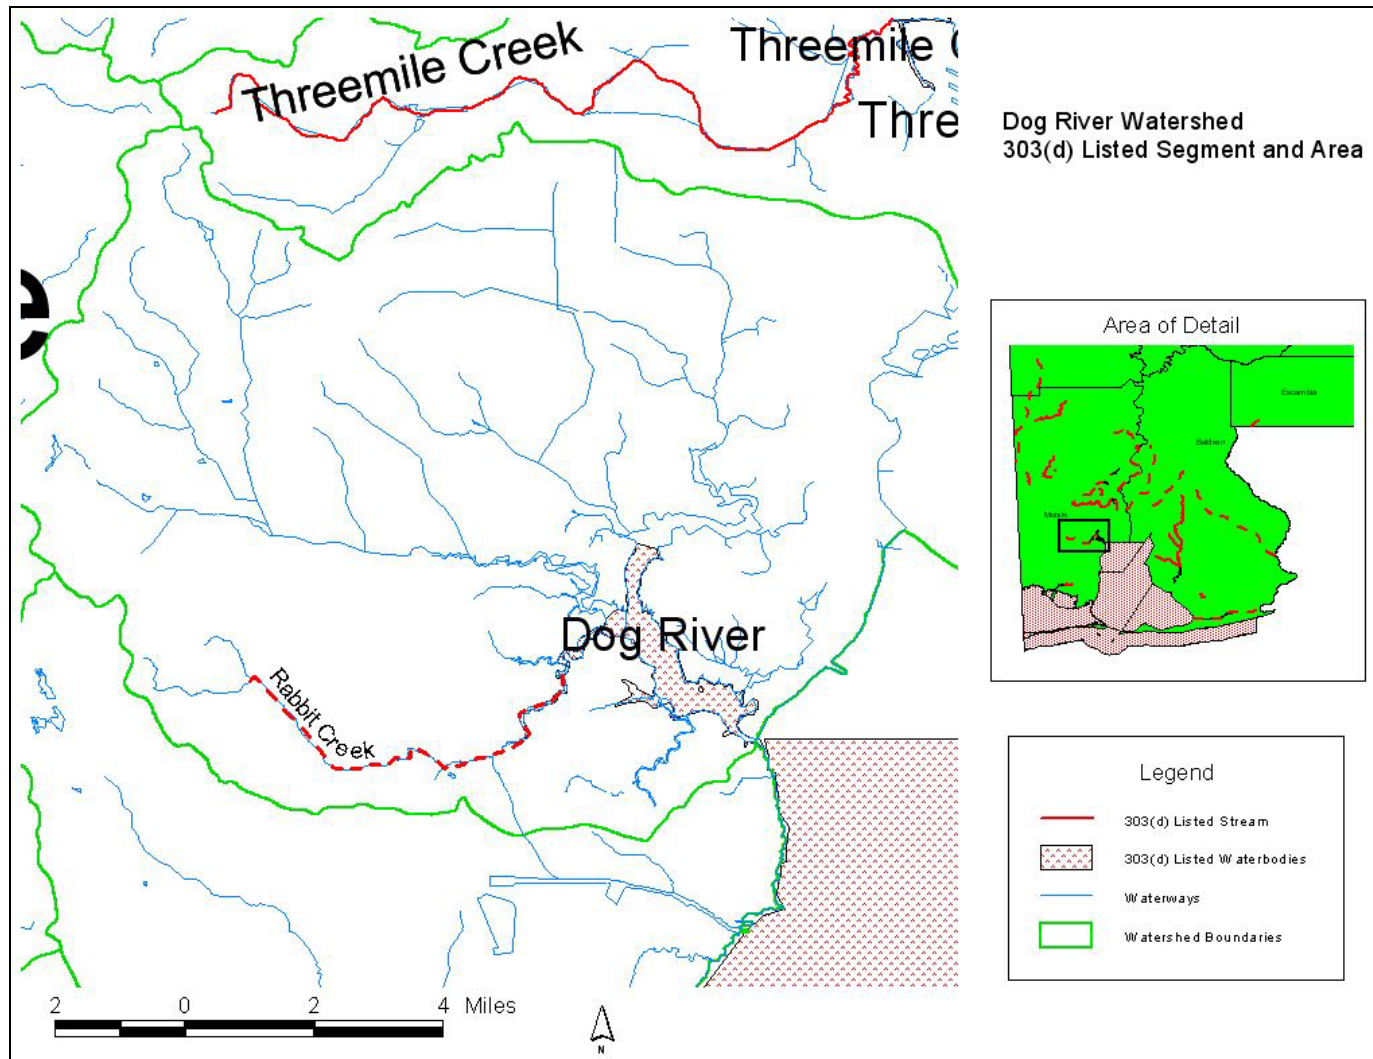 Threemile Creek
Threemile C
Thre
Dog River Watershed
303(d) Listed Segment and Area
e
Area of Detail
Escambia
Baldwin
Mobile
Dog River
Rabbit Creek
Legend
303(d) Listed Stream
303(d) Listed Waterbodies
Waterways
Watershed Boundaries
2 0 2 4 Miles
N